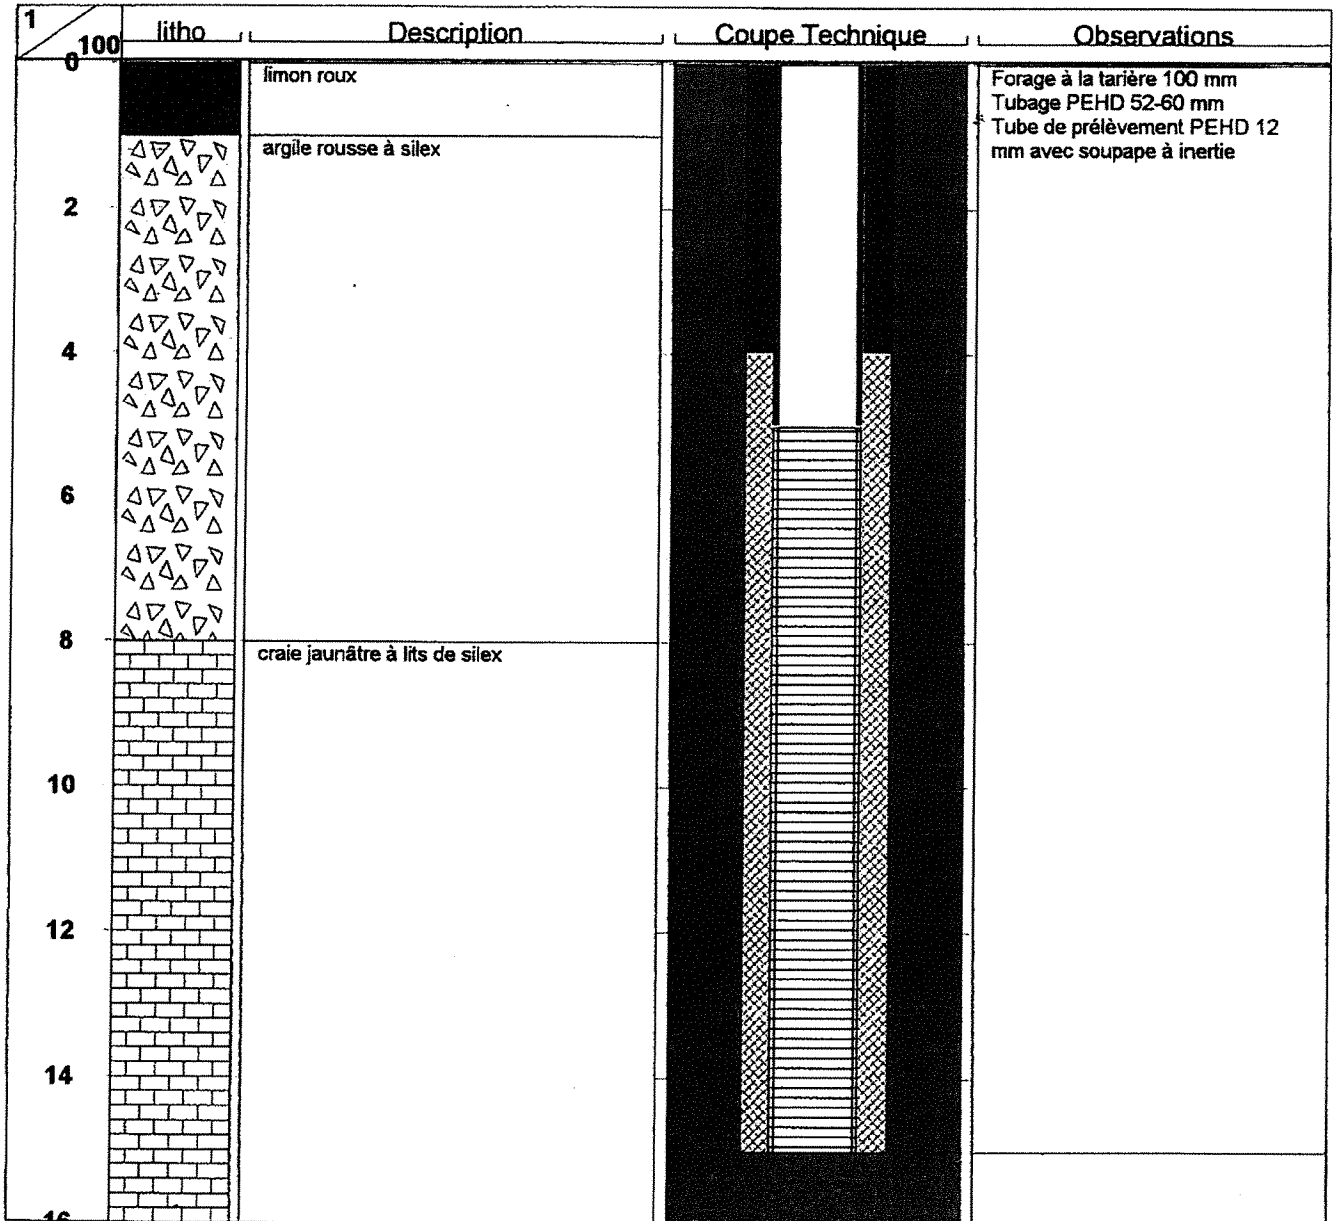 1
100
litho
Description
Coupe Technique
Observations
0
limon roux
Forage à la tarière 100 mm
Tubage PEHD 52-60 mm
Tube de prélèvement PEHD 12
mm avec soupape à inertie
argile rousse à silex
2
4
6
8
craie jaunâtre à lits de silex
10
12
14
16